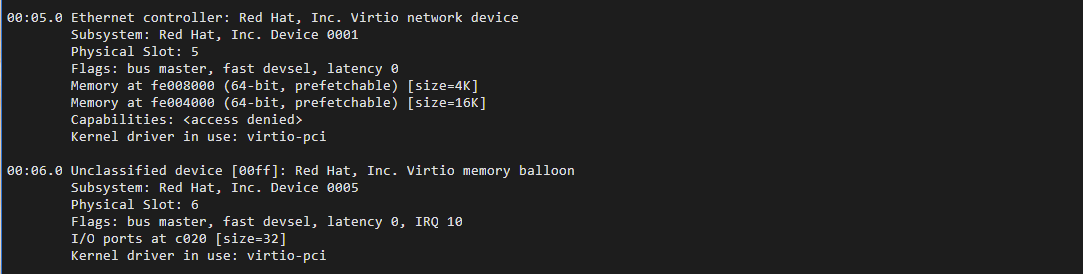 00:05.0 Ethernet controller: Red Hat, Inc. Virtio network device
Subsystem: Red Hat, Inc. Device 0001
Physical Slot: 5
Flags: bus master, fast devsel, latency 0
Memory at fe008000 (64-bit, prefetchable) [size=4K]
Memory at fe004000 (64-bit, prefetchable) [size=16K]
Capabilities: <access denied>
Kernel driver in use: virtio-pci
00:06.0 Unclassified device [00ff]: Red Hat, Inc. Virtio memory balloon
Subsystem: Red Hat, Inc. Device 0005
Physical Slot: 6
Flags: bus master, fast devsel, latency 0, IRQ 10
I/O ports at c020 [size=32]
Kernel driver in use: virtio-pci